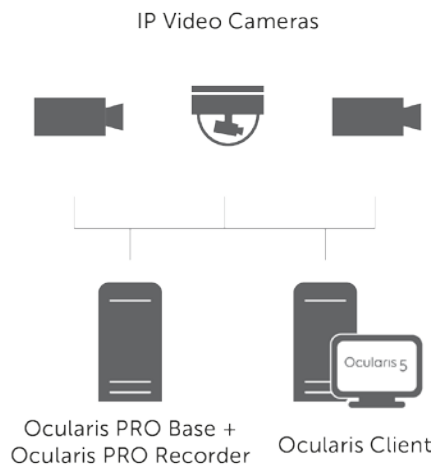 IP Video Cameras
Ocularis 5
Ocularis PRO Base +
Ocularis PRO Recorder
Ocularis Client